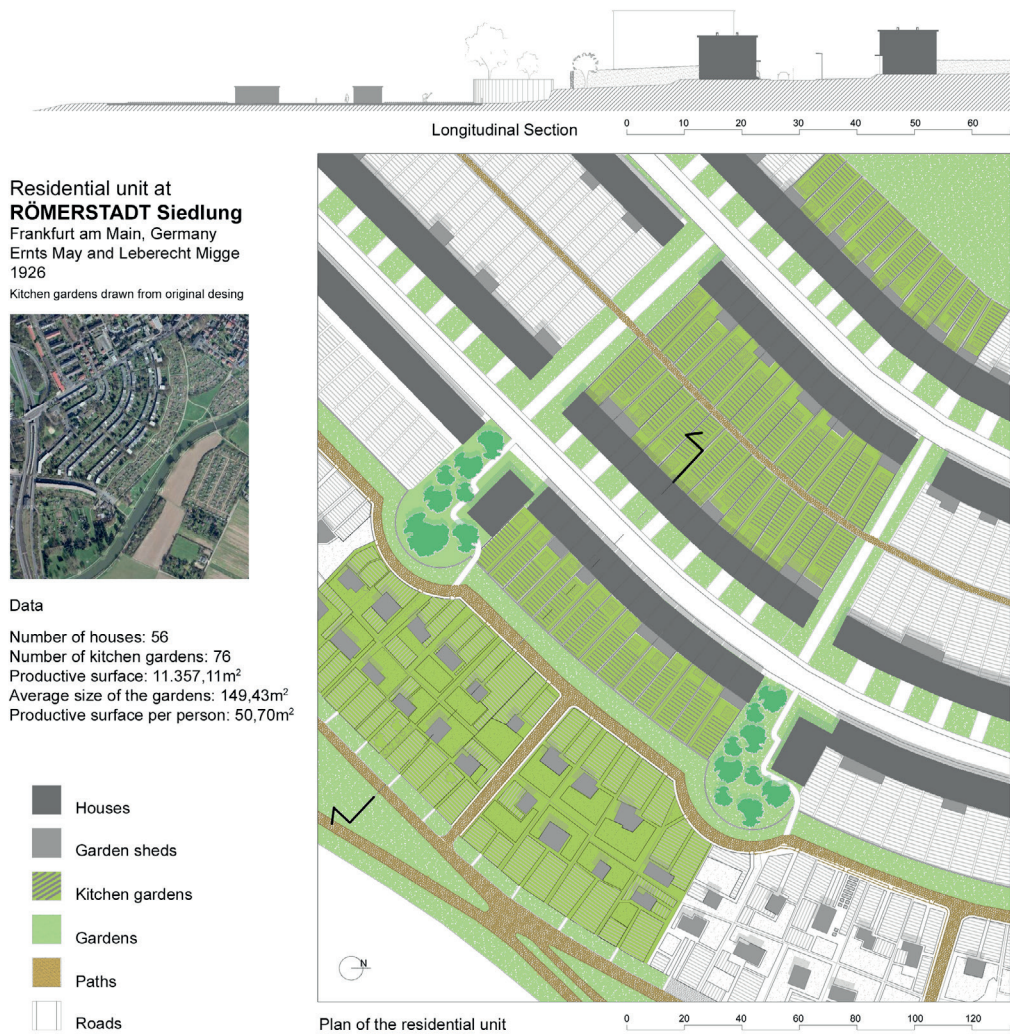 Longitudinal Section
0 10 20 30 40 50 60
Residential unit at
RÖMERSTADT Siedlung
Frankfurt am Main, Germany
Ernts May and Leberecht Migge
1926
Kitchen gardens drawn from original desing
Data
Number of houses: 56
Number of kitchen gardens: 76
Productive surface: 11.357,11m²
Average size of the gardens: 149,43m²
Productive surface per person: 50,70m²
Houses
Garden sheds
Kitchen gardens
Gardens
Paths
Roads
N
Plan of the residential unit
0 20 40 60 80 100 120